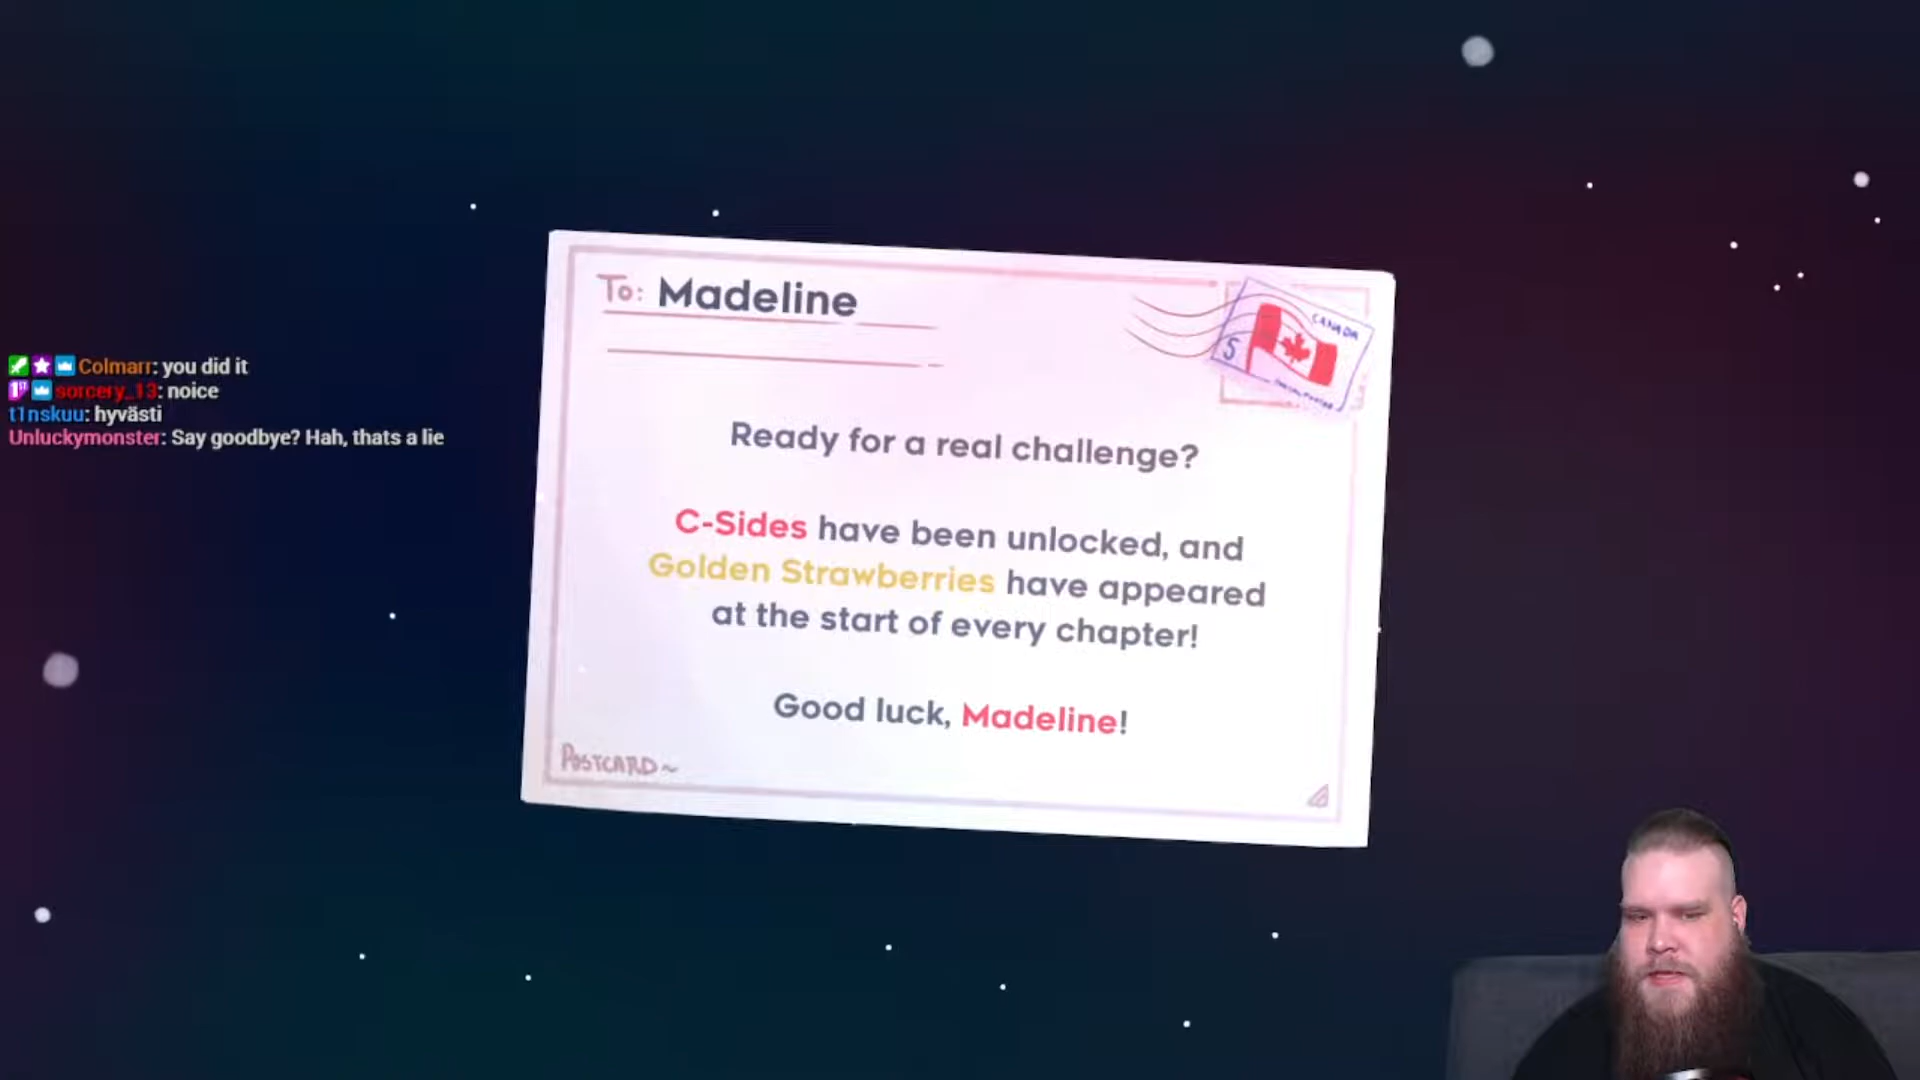 To: Madeline
CANADA
5
Colmarr: you did it
sorcery_13: noice
t1nskuu: hyvästi
Unluckymonster: Say goodbye? Hah, thats a lie
Ready for a real challenge?
C-Sides have been unlocked, and
Golden Strawberries have appeared
at the start of every chapter!
Good luck, Madeline!
POSTCARD~